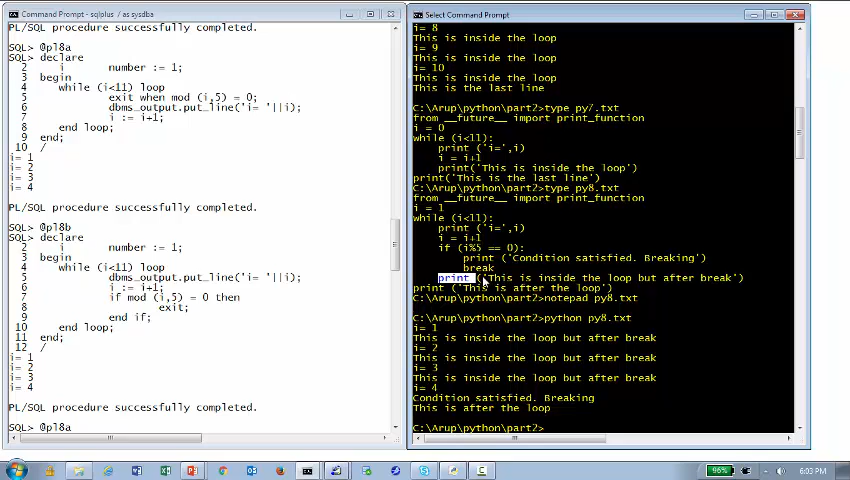 Command Prompt - sqlplus / as sysdba
PL/SQL procedure successfully completed.
SQL> @pl8a
SQL> declare
2 i number := 1;
3 begin
4 while (i<11) loop
5 exit when mod (i,5) = 0;
6 dbms_output.put_line('i= '||i);
7 i := i+1;
8 end loop;
9 end;
10 /
i= 1
i= 2
i= 3
i= 4
PL/SQL procedure successfully completed.
SQL> @pl8b
SQL> declare
2 i number := 1;
3 begin
4 while (i<11) loop
5 dbms_output.put_line('i= '||i);
6 i := i+1;
7 if mod (i,5) = 0 then
8 exit;
9 end if;
10 end loop;
11 end;
12 /
i= 1
i= 2
i= 3
i= 4
PL/SQL procedure successfully completed.
SQL> @pl8a
Select Command Prompt
i= 8
This is inside the loop
i= 9
This is inside the loop
i= 10
This is inside the loop
This is the last line
C:\Arup\python\part2>type py7.txt
from __future__ import print_function
i = 0
while (i<11):
print ('i=',i)
i = i+1
print('This is inside the loop')
print('This is the last line')
C:\Arup\python\part2>type py8.txt
from __future__ import print_function
i = 1
while (i<11):
print ('i=',i)
i = i+1
if (i%5 == 0):
print ('Condition satisfied. Breaking')
break
print ('This is inside the loop but after break')
print ('This is after the loop')
C:\Arup\python\part2>notepad py8.txt
C:\Arup\python\part2>python py8.txt
i= 1
This is inside the loop but after break
i= 2
This is inside the loop but after break
i= 3
This is inside the loop but after break
i= 4
Condition satisfied. Breaking
This is after the loop
C:\Arup\python\part2>
96%
6:03 PM